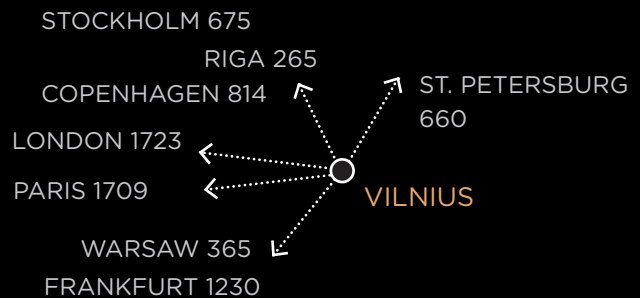 STOCKHOLM 675
RIGA 265
COPENHAGEN 814
LONDON 1723
PARIS 1709
WARSAW 365
FRANKFURT 1230
ST. PETERSBURG
660
VILNIUS